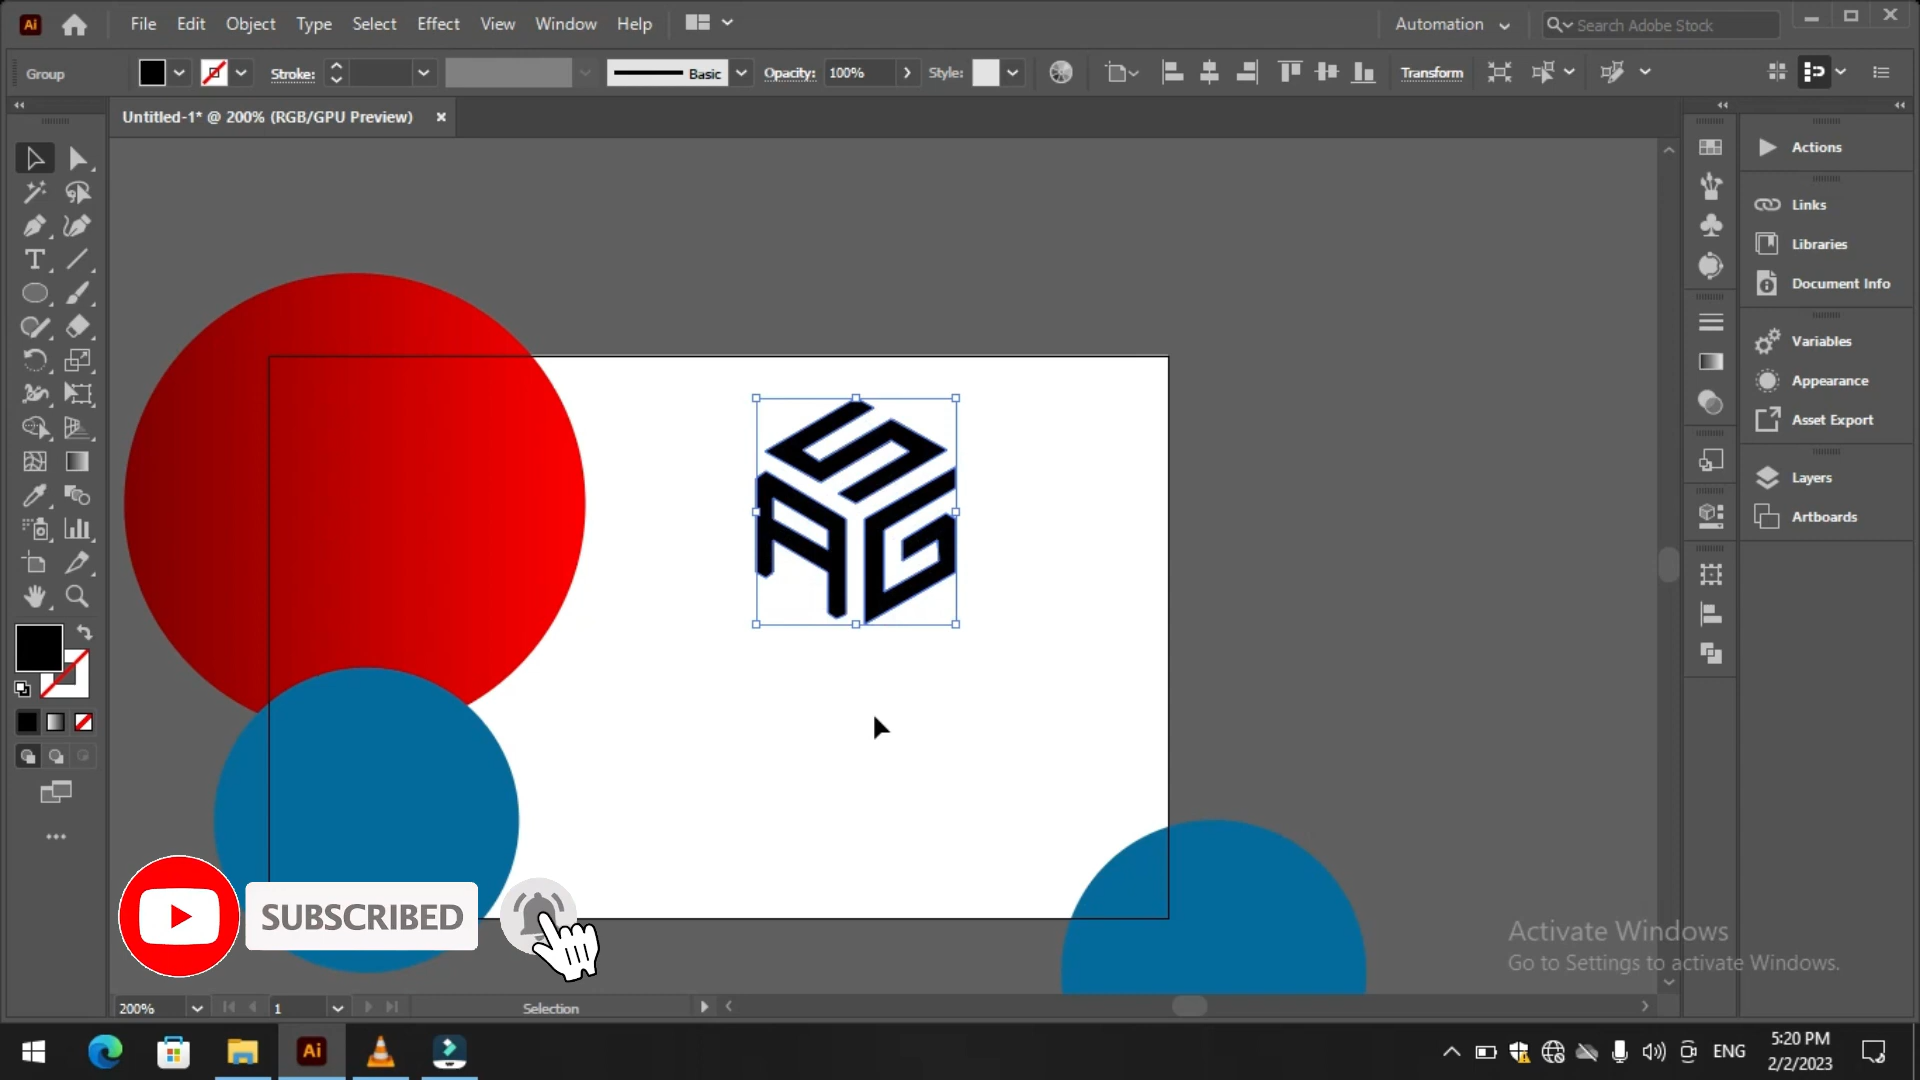 Ai
File Edit Object Type Select Effect View Window Help
Automation
Search Adobe Stock
Group
Stroke:
Basic
Opacity:
100%
Style:
Transform
Untitled-1* @ 200% (RGB/GPU Preview)
Actions
Links
Libraries
Document Info
Variables
Appearance
Asset Export
Layers
Artboards
S
A G
SUBSCRIBED
Activate Windows
Go to Settings to activate Windows.
200%
1
Selection
Ai
ENG
5:20 PM
2/2/2023